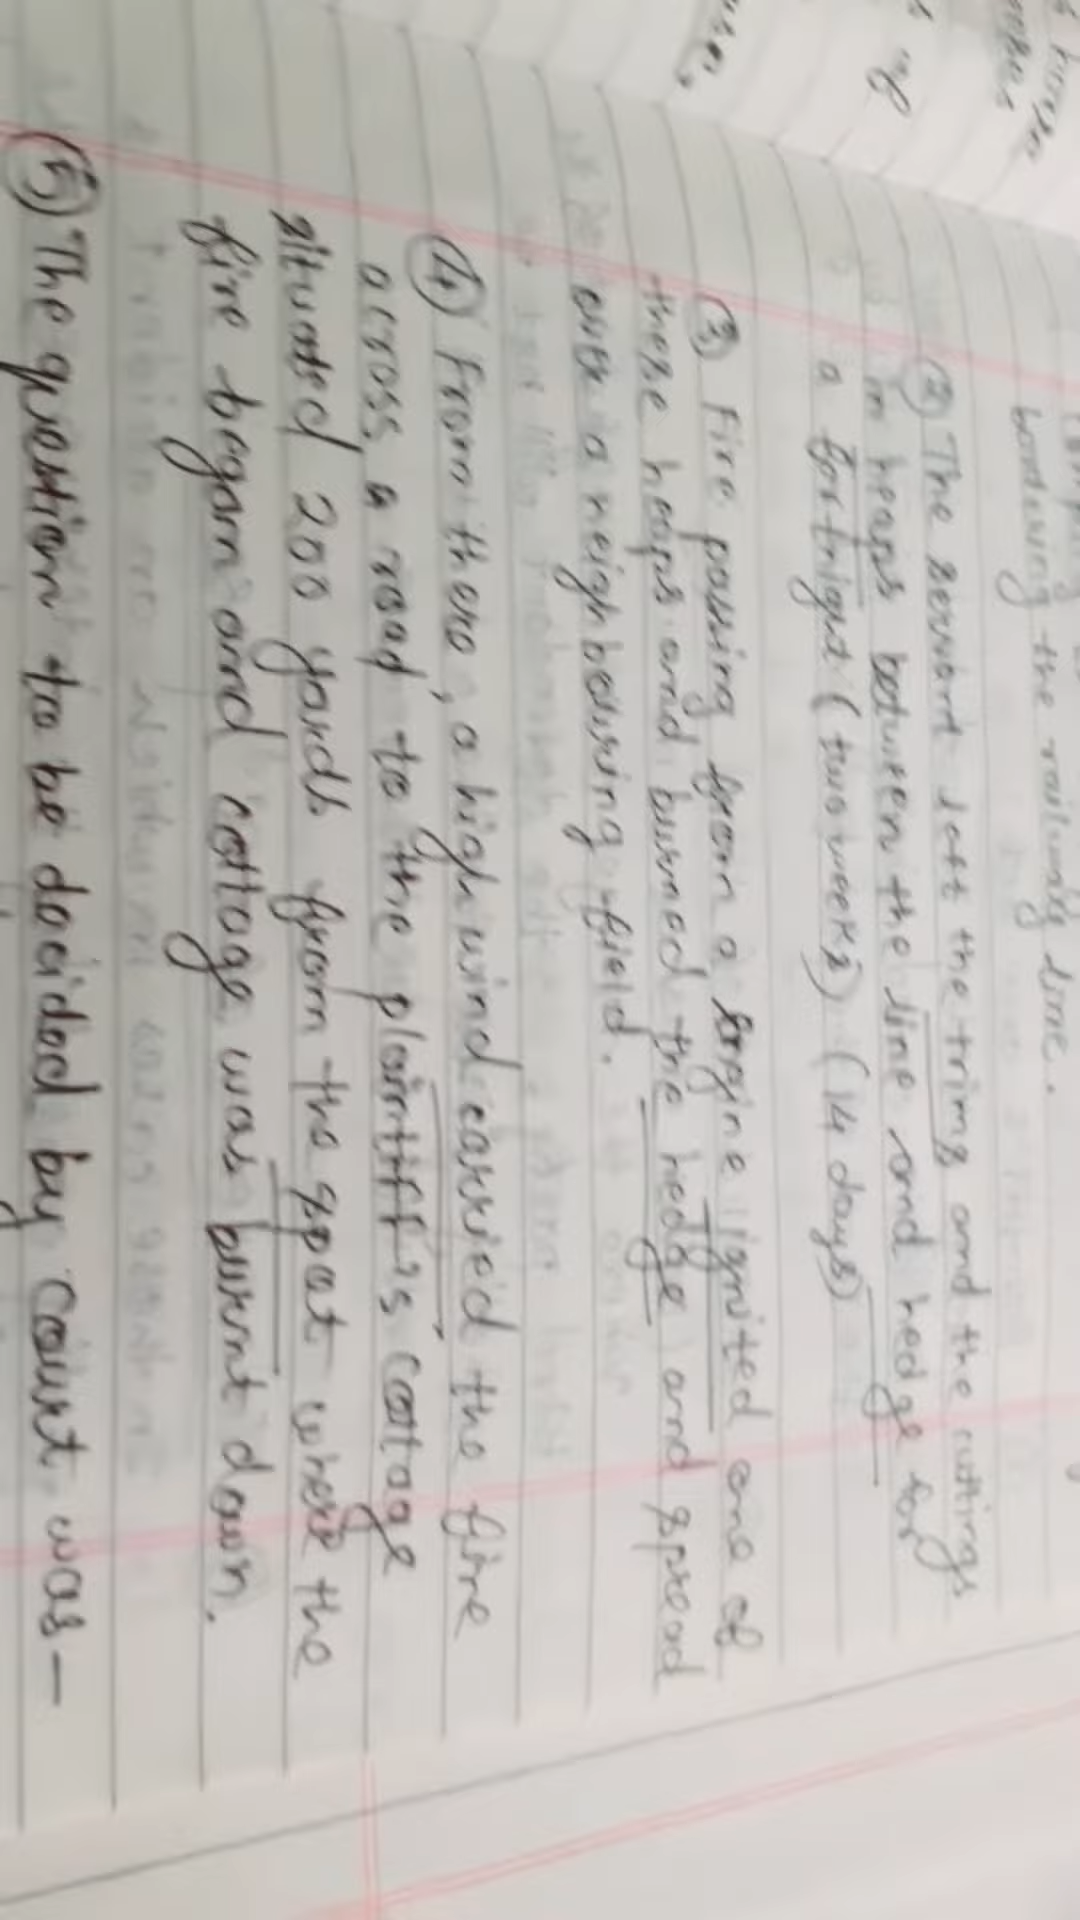 bordering the railway line.
② The servant left the trims and the cuttings
in heaps between the line and hedge for
a fortnight (two weeks) (14 days)
③ Fire passing from a Engine ignited one of
these heaps and burned the hedge and spread
over a neighbouring field.
④ From there, a high wind carried the fire
across a road to the plaintiff's cottage
situated 200 yards from the spot where the
fire began and cottage was burnt down.
⑤ The question to be decided by court was -